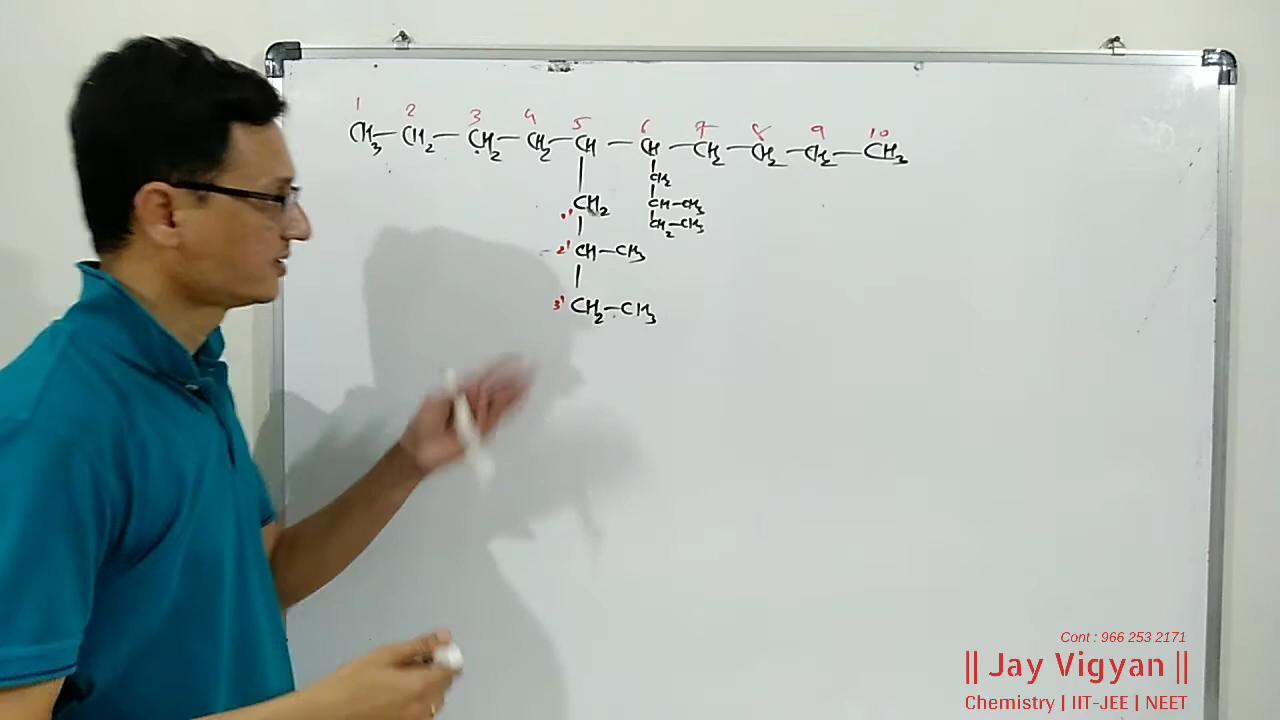 1 2 3 4 5 6 7 8 9 10
CH₃—CH₂—CH₂—CH₂—CH—CH—CH₂—CH₂—CH₂—CH₃
CH₂
1' CH₂ CH—CH₃
CH₂—CH₃
2' CH—CH₃
3' CH₂—CH₃
Cont : 966 253 2171
|| Jay Vigyan ||
Chemistry | IIT-JEE | NEET